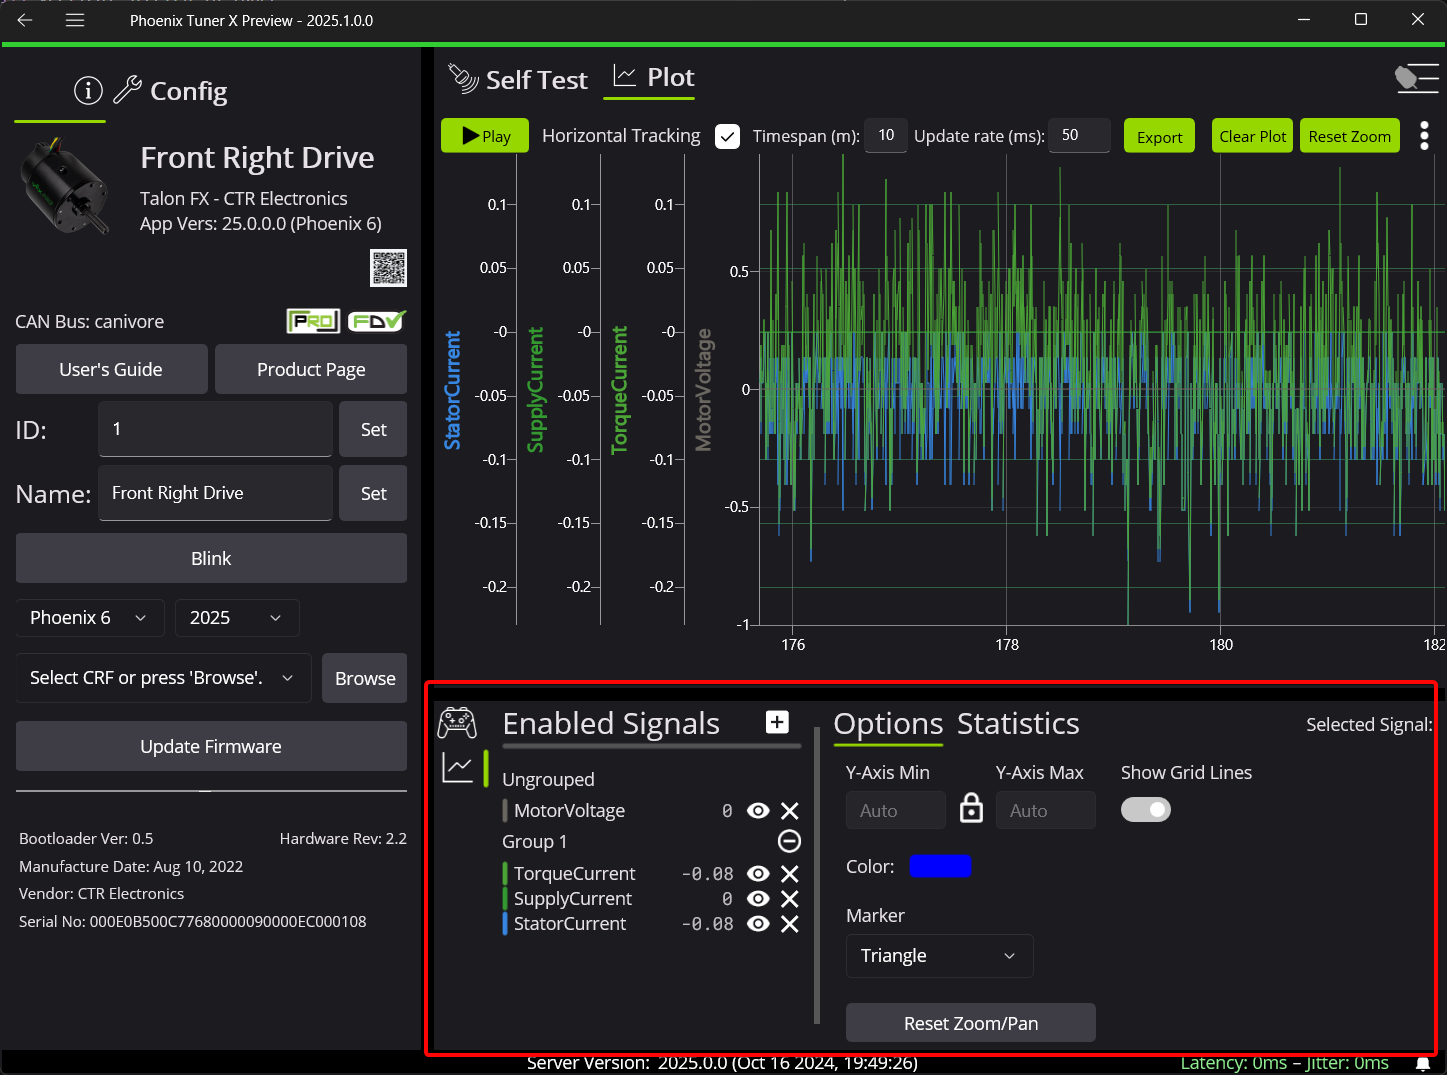 Phoenix Tuner X Preview - 2025.1.0.0
Config
Front Right Drive
Talon FX - CTR Electronics
App Vers: 25.0.0.0 (Phoenix 6)
CAN Bus: canivore
PRO FDV
User's Guide
Product Page
ID:
1
Set
Name:
Front Right Drive
Set
Blink
Phoenix 6
2025
Select CRF or press 'Browse'.
Browse
Update Firmware
Bootloader Ver: 0.5
Hardware Rev: 2.2
Manufacture Date: Aug 10, 2022
Vendor: CTR Electronics
Serial No: 000E0B500C77680000090000EC000108
Self Test
Plot
Play
Horizontal Tracking
Timespan (m):
10
Update rate (ms):
50
Export
Clear Plot
Reset Zoom
StatorCurrent
0.1
0.05
-0
-0.05
-0.1
-0.15
-0.2
SupplyCurrent
0.1
0.05
-0
-0.05
-0.1
-0.15
-0.2
TorqueCurrent
0.1
0.05
-0
-0.05
-0.1
-0.15
-0.2
MotorVoltage
0.5
0
-0.5
-1
176
178
180
182
Enabled Signals
Ungrouped
MotorVoltage 0
Group 1
TorqueCurrent -0.08
SupplyCurrent 0
StatorCurrent -0.08
Options
Statistics
Selected Signal:
Y-Axis Min
Y-Axis Max
Show Grid Lines
Auto
Auto
Color:
Marker
Triangle
Reset Zoom/Pan
Server Version: 2025.0.0 (Oct 16 2024, 19:49:26)
Latency: 0ms – Jitter: 0ms